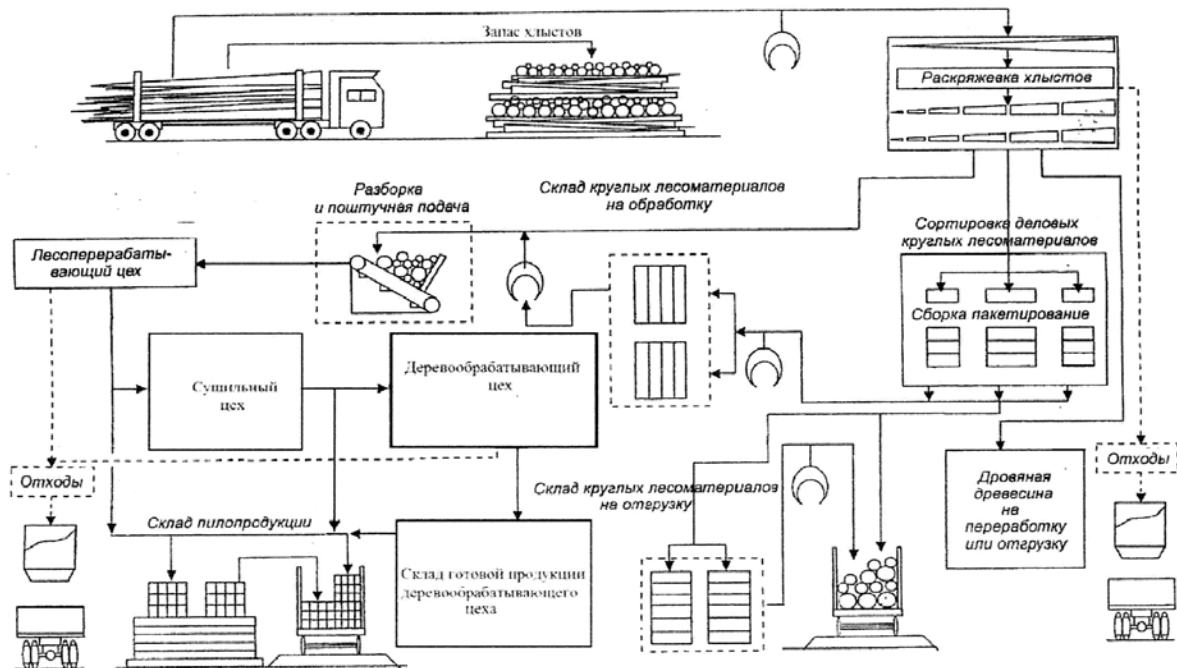 Запас хлыстов
Раскряжевка хлыстов
Разборка
и поштучная подача
Склад круглых лесоматериалов
на обработку
Сортировка деловых
круглых лесоматериалов
Лесоперерабаты-
вающий цех
Сборка пакетирование
Сушильный
цех
Деревообрабатывающий
цех
Отходы
Склад пилопродукции
Склад круглых лесоматериалов
на отгрузку
Дровяная
древесина
на
переработку
или отгрузку
Отходы
Склад готовой продукции
деревообрабатывающего
цеха